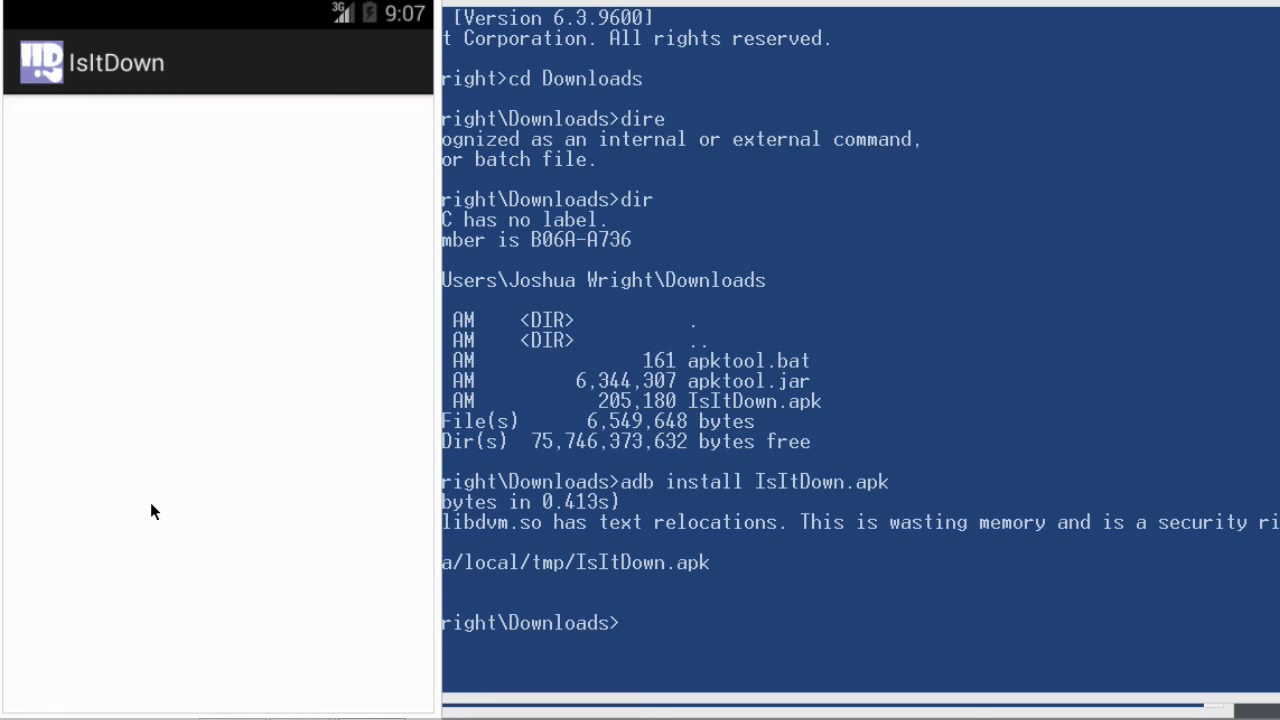 3G 9:07
IsItDown
[Version 6.3.9600]
t Corporation. All rights reserved.
right>cd Downloads
right\Downloads>dire
ognized as an internal or external command,
or batch file.
right\Downloads>dir
C has no label.
mber is B06A-A736
Users\Joshua Wright\Downloads
AM <DIR> .
AM <DIR> ..
AM 161 apktool.bat
AM 6,344,307 apktool.jar
AM 205,180 IsItDown.apk
File(s) 6,549,648 bytes
Dir(s) 75,746,373,632 bytes free
right\Downloads>adb install IsItDown.apk
bytes in 0.413s)
libdvm.so has text relocations. This is wasting memory and is a security ri
a/local/tmp/IsItDown.apk
right\Downloads>